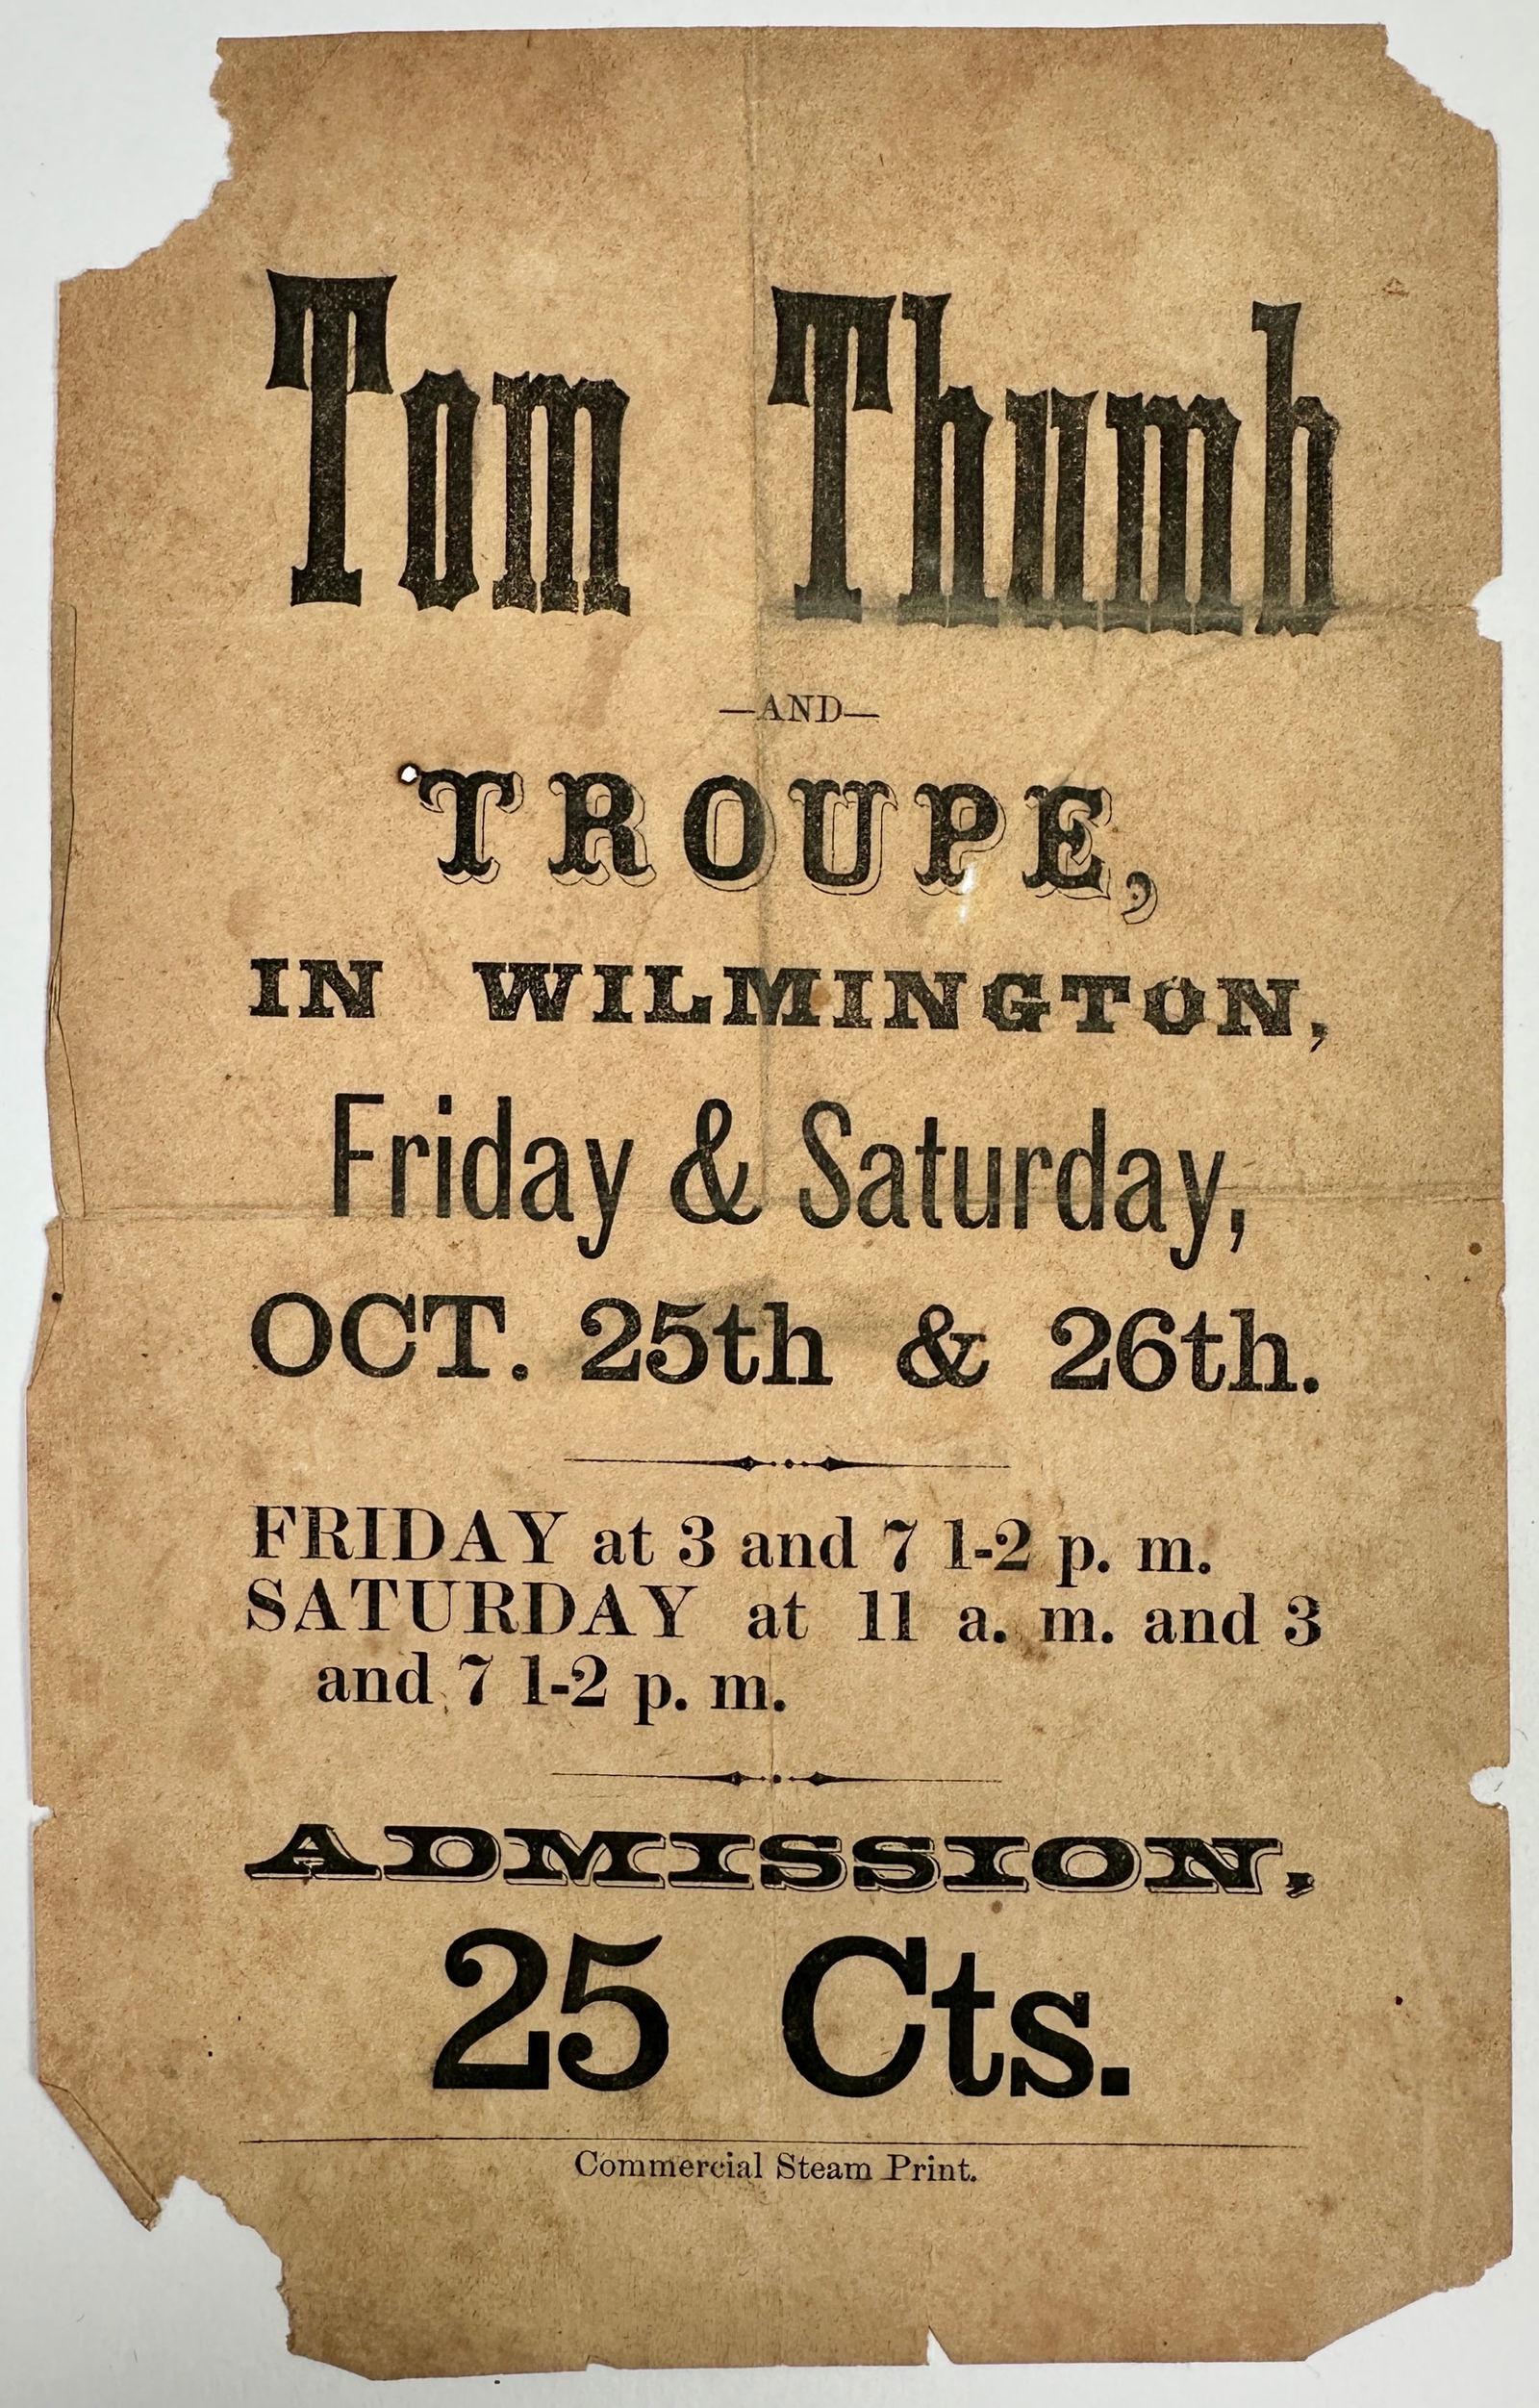 Tom Thumb
—AND—
TROUPE,
IN WILMINGTON,
Friday & Saturday,
OCT. 25th & 26th.
FRIDAY at 3 and 7 1-2 p. m.
SATURDAY at 11 a. m. and 3
and 7 1-2 p. m.
ADMISSION,
25 Cts.
Commercial Steam Print.